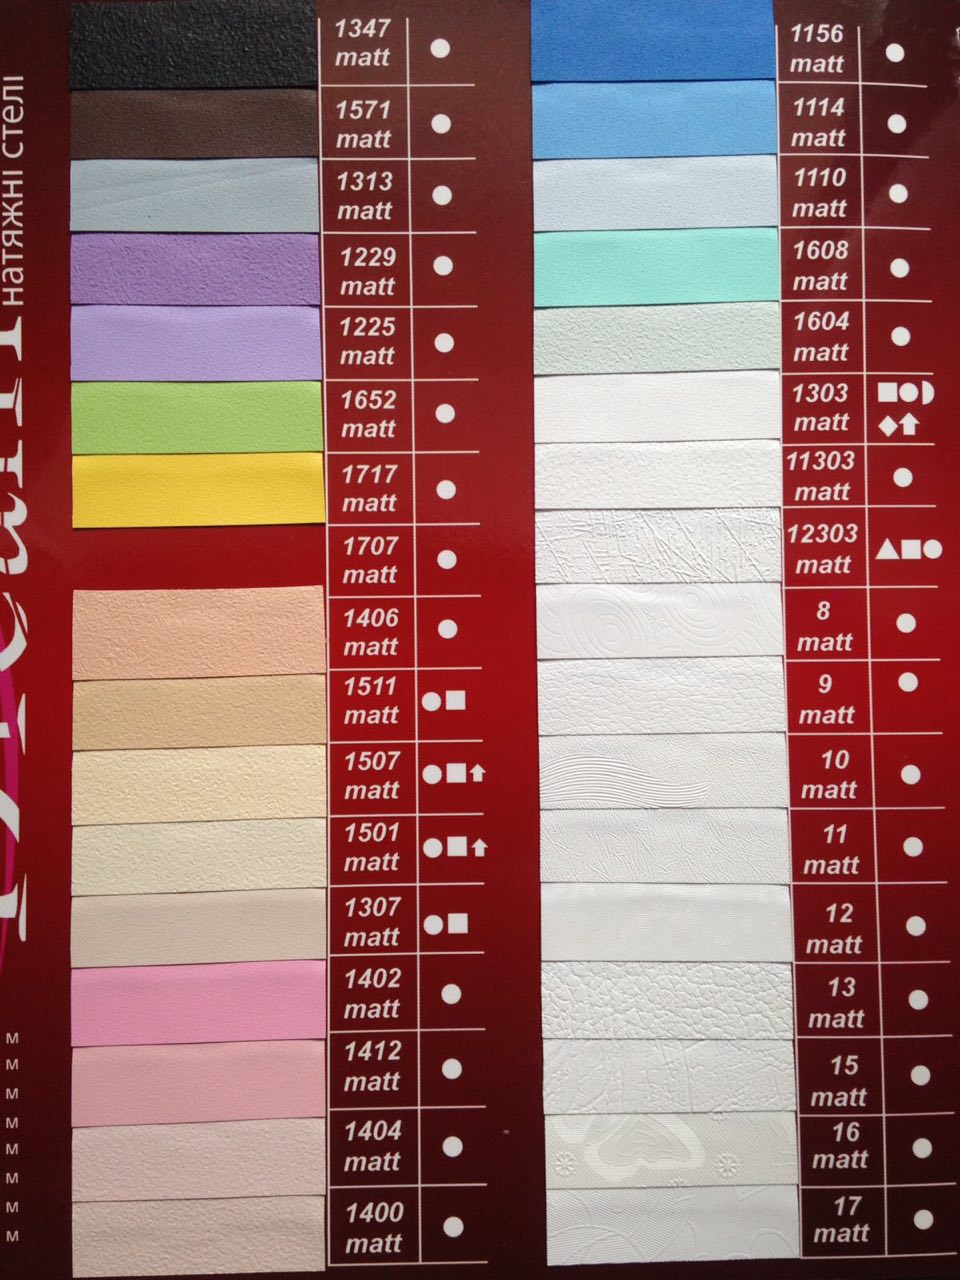 1347
matt
1571
matt
1313
matt
1229
matt
1225
matt
1652
matt
1717
matt
1707
matt
1406
matt
1511
matt
1507
matt
1501
matt
1307
matt
1402
matt
1412
matt
1404
matt
1400
matt
1156
matt
1114
matt
1110
matt
1608
matt
1604
matt
1303
matt
11303
matt
12303
matt
8
matt
9
matt
10
matt
11
matt
12
matt
13
matt
15
matt
16
matt
17
matt
натяжні стелі
м
м
м
м
м
м
м
м